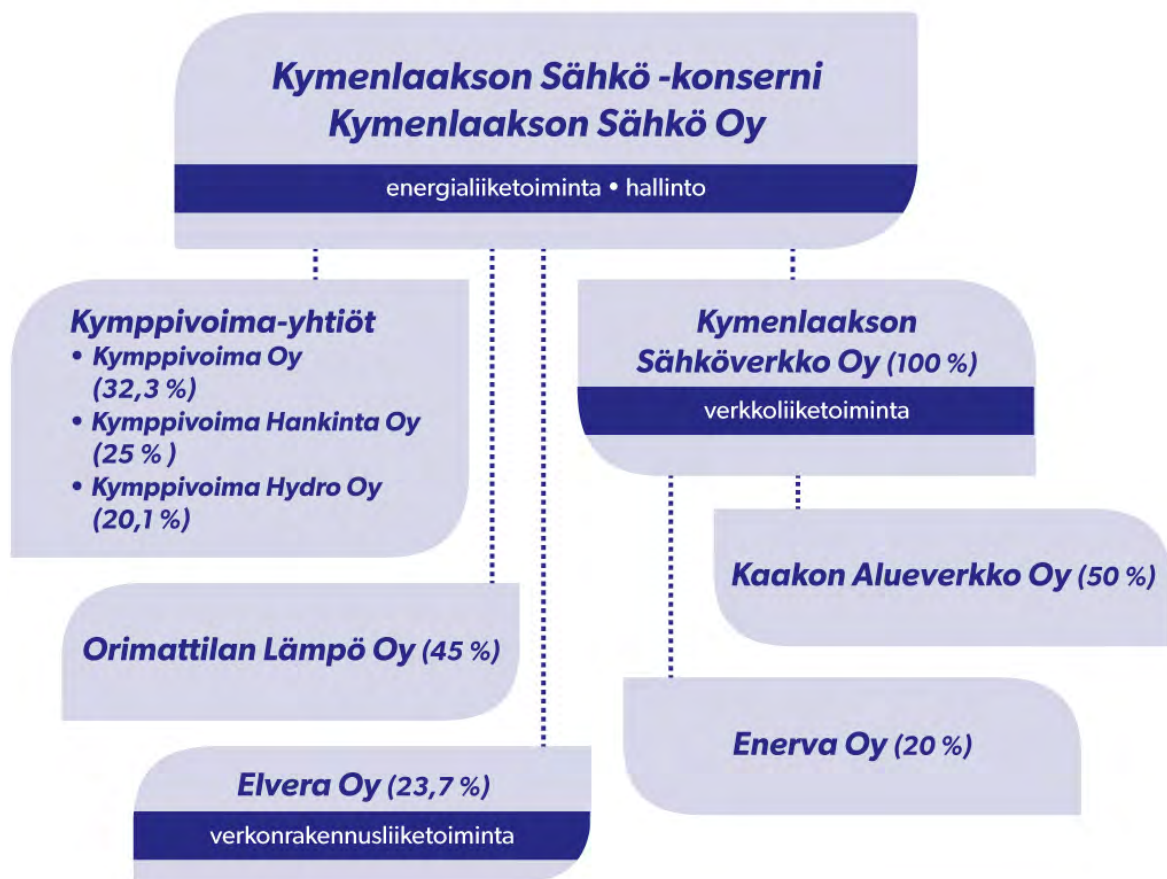 Kymenlaakson Sähkö -konserni
Kymenlaakson Sähkö Oy
energialiiketoiminta • hallinto
Kymppivoima-yhtiöt
• Kymppivoima Oy
(32,3 %)
• Kymppivoima Hankinta Oy
(25 % )
• Kymppivoima Hydro Oy
(20,1 %)
Kymenlaakson
Sähköverkko Oy (100 %)
verkkoliiketoiminta
Kaakon Alueverkko Oy (50 %)
Orimattilan Lämpö Oy (45 %)
Enerva Oy (20 %)
Elvera Oy (23,7 %)
verkonrakennusliiketoiminta